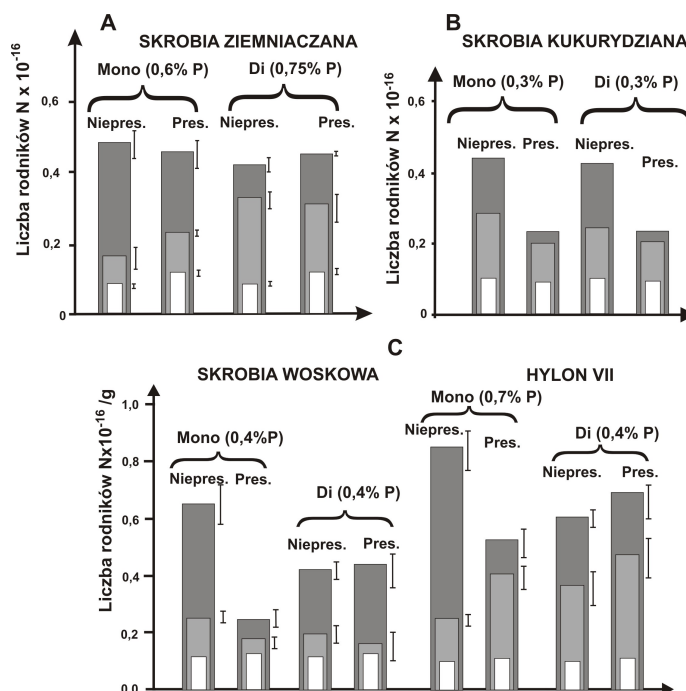 A
SKROBIA ZIEMNIACZANA
Mono (0,6% P)
Di (0,75% P)
Niepres.
Pres.
Niepres.
Pres.
Liczba rodników N x 10-16
0,6
0,4
0,2
0
B
SKROBIA KUKURYDZIANA
Mono (0,3% P)
Di (0,3% P)
Niepres. Pres.
Niepres.
Pres.
Liczba rodników N x 10-16
0,6
0,4
0,2
0
C
SKROBIA WOSKOWA
HYLON VII
Mono (0,4%P)
Niepres. Pres.
Di (0,4% P)
Niepres. Pres.
Mono (0,7% P)
Niepres.
Pres.
Di (0,4% P)
Niepres. Pres.
Liczba rodników Nx10-16 /g
1,0
0,8
0,6
0,4
0,2
0,0